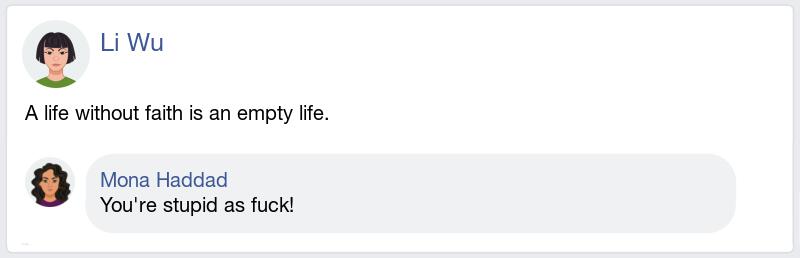 Li Wu
A life without faith is an empty life.
Mona Haddad
You're stupid as fuck!